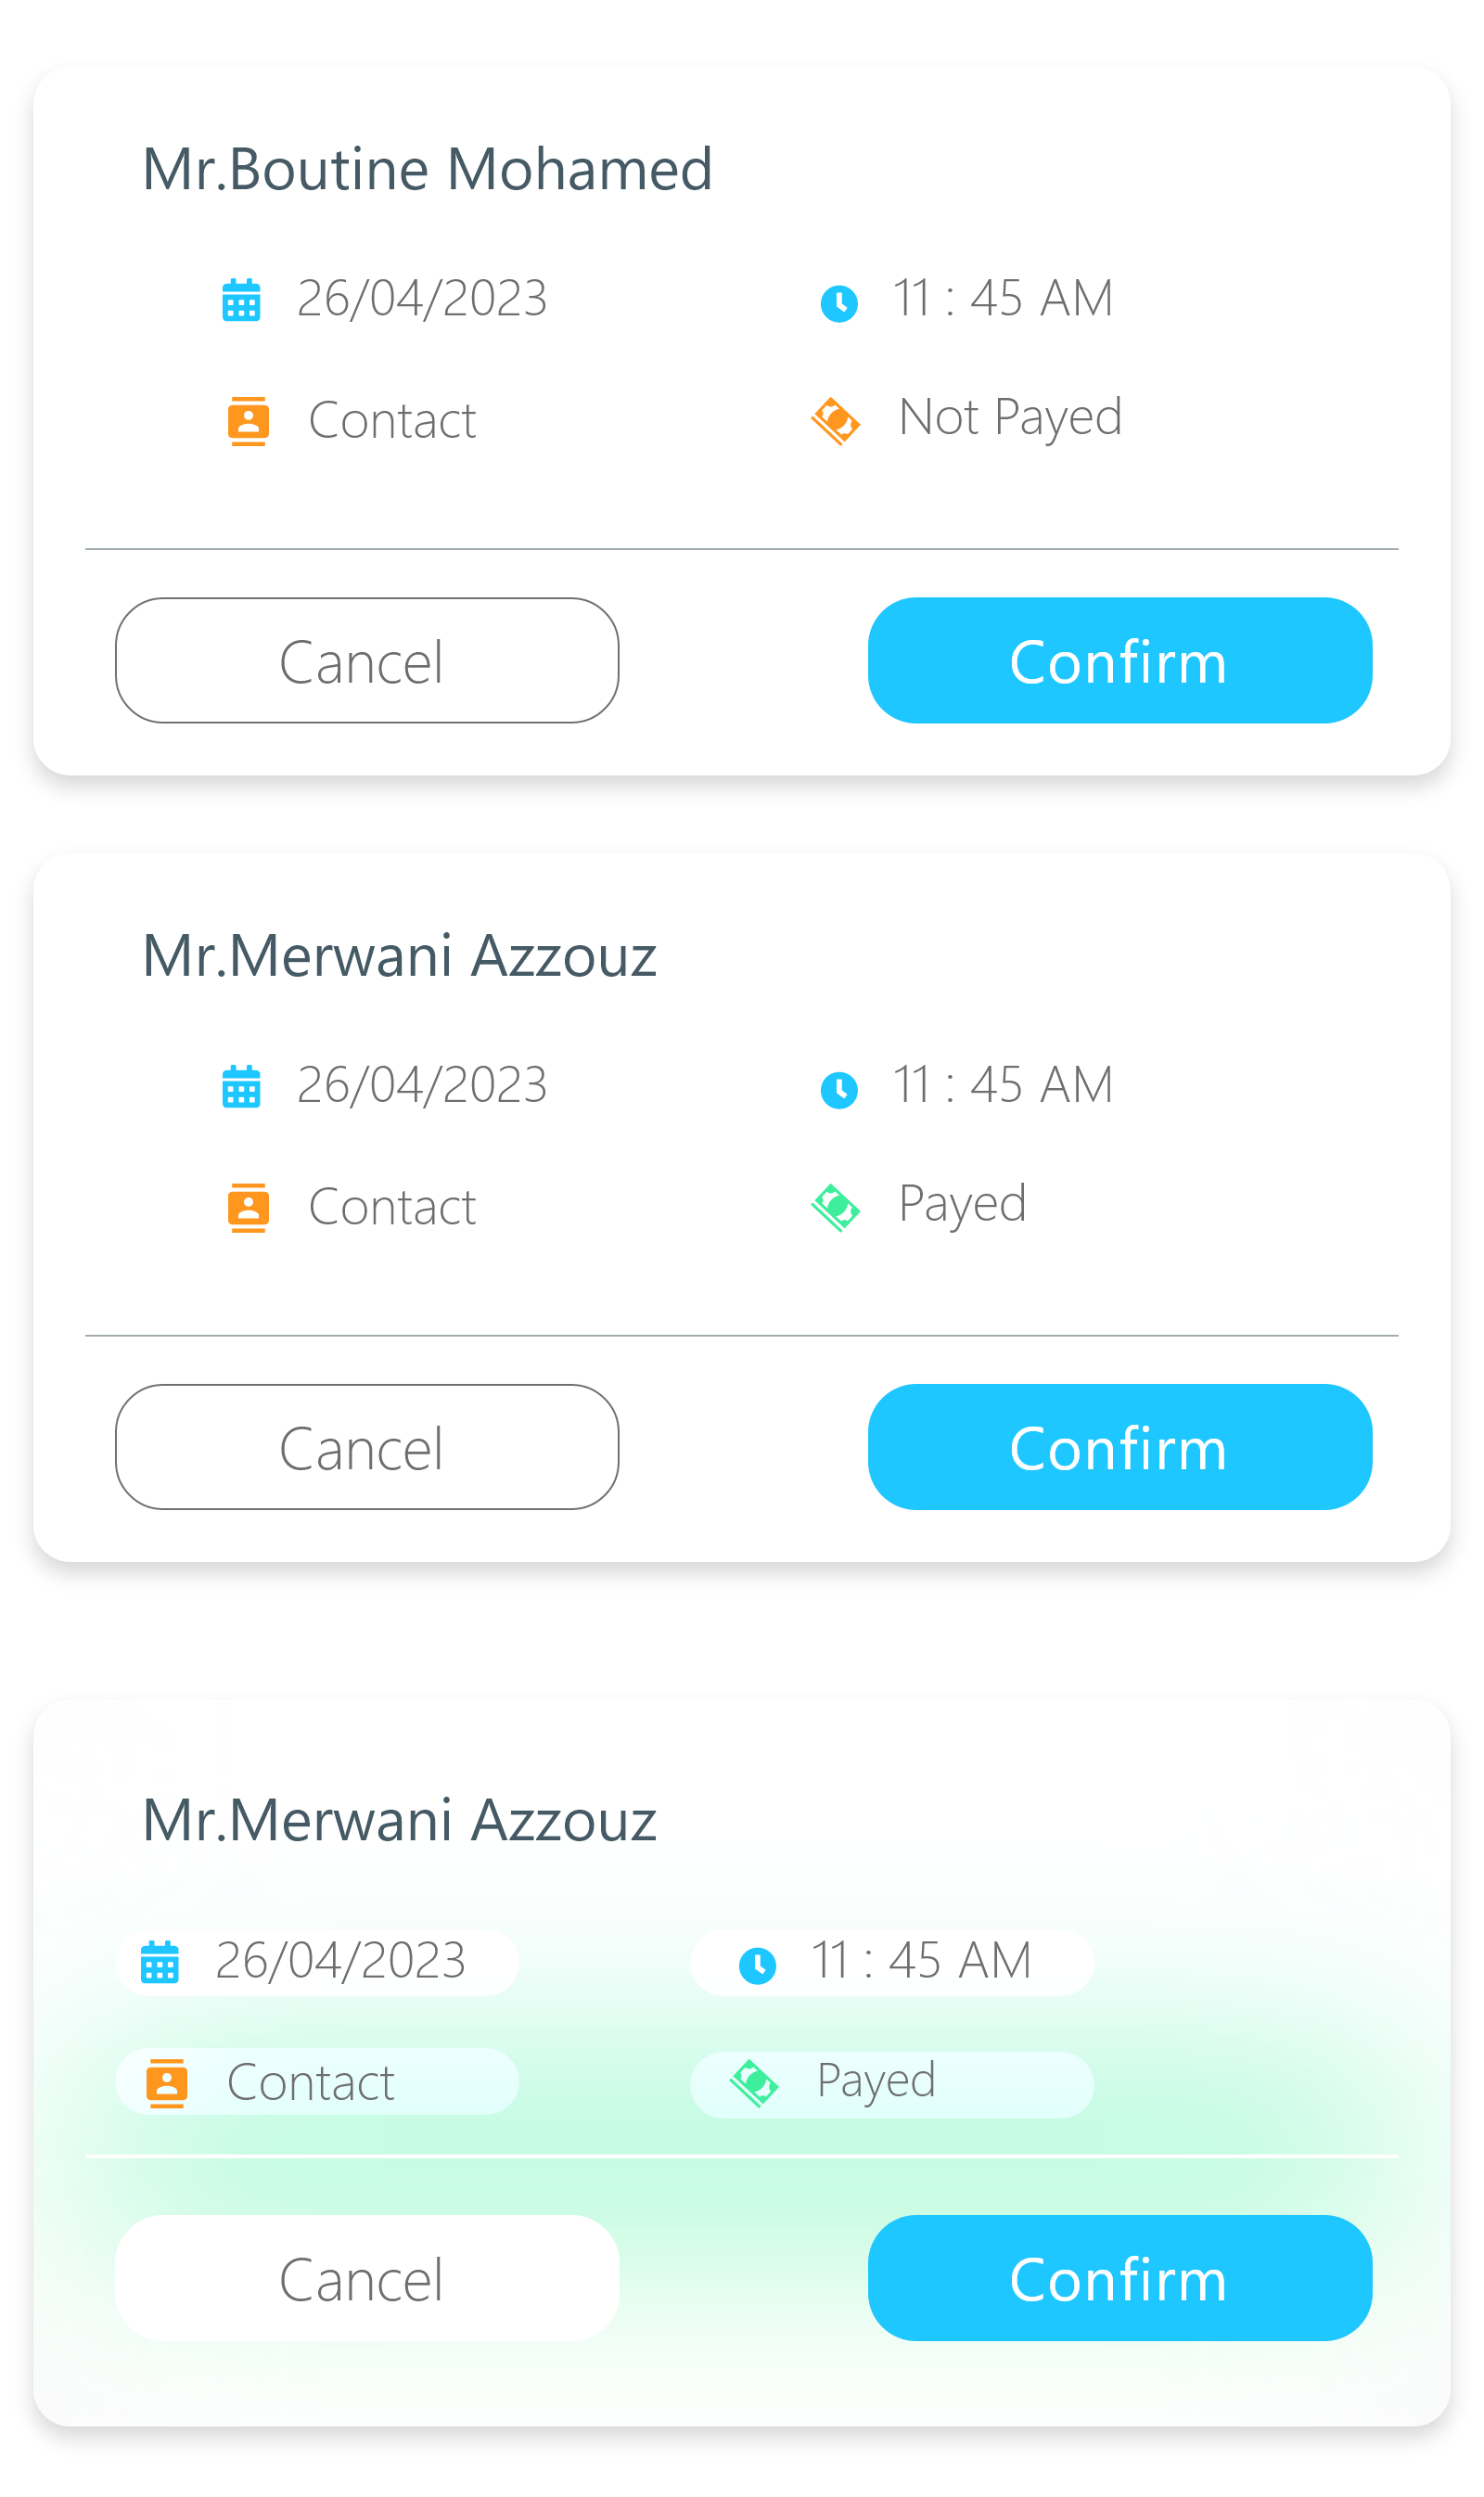 Mr.Boutine Mohamed
26/04/2023 11 : 45 AM
Contact Not Payed
Cancel Confirm
Mr.Merwani Azzouz
26/04/2023 11 : 45 AM
Contact Payed
Cancel Confirm
Mr.Merwani Azzouz
26/04/2023 11 : 45 AM
Contact Payed
Cancel Confirm